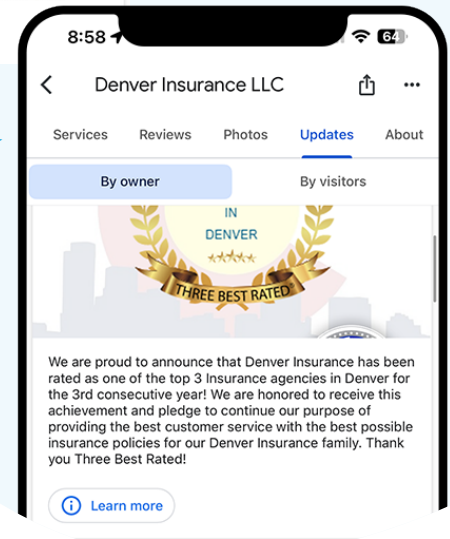 8:58
64
Denver Insurance LLC
Services Reviews Photos Updates About
By owner By visitors
IN
DENVER
THREE BEST RATED®
We are proud to announce that Denver Insurance has been
rated as one of the top 3 Insurance agencies in Denver for
the 3rd consecutive year! We are honored to receive this
achievement and pledge to continue our purpose of
providing the best customer service with the best possible
insurance policies for our Denver Insurance family. Thank
you Three Best Rated!
Learn more